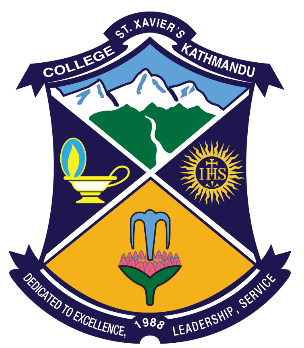 COLLEGE ST. XAVIER'S KATHMANDU
IHS
DEDICATED TO EXCELLENCE, 1988 LEADERSHIP, SERVICE